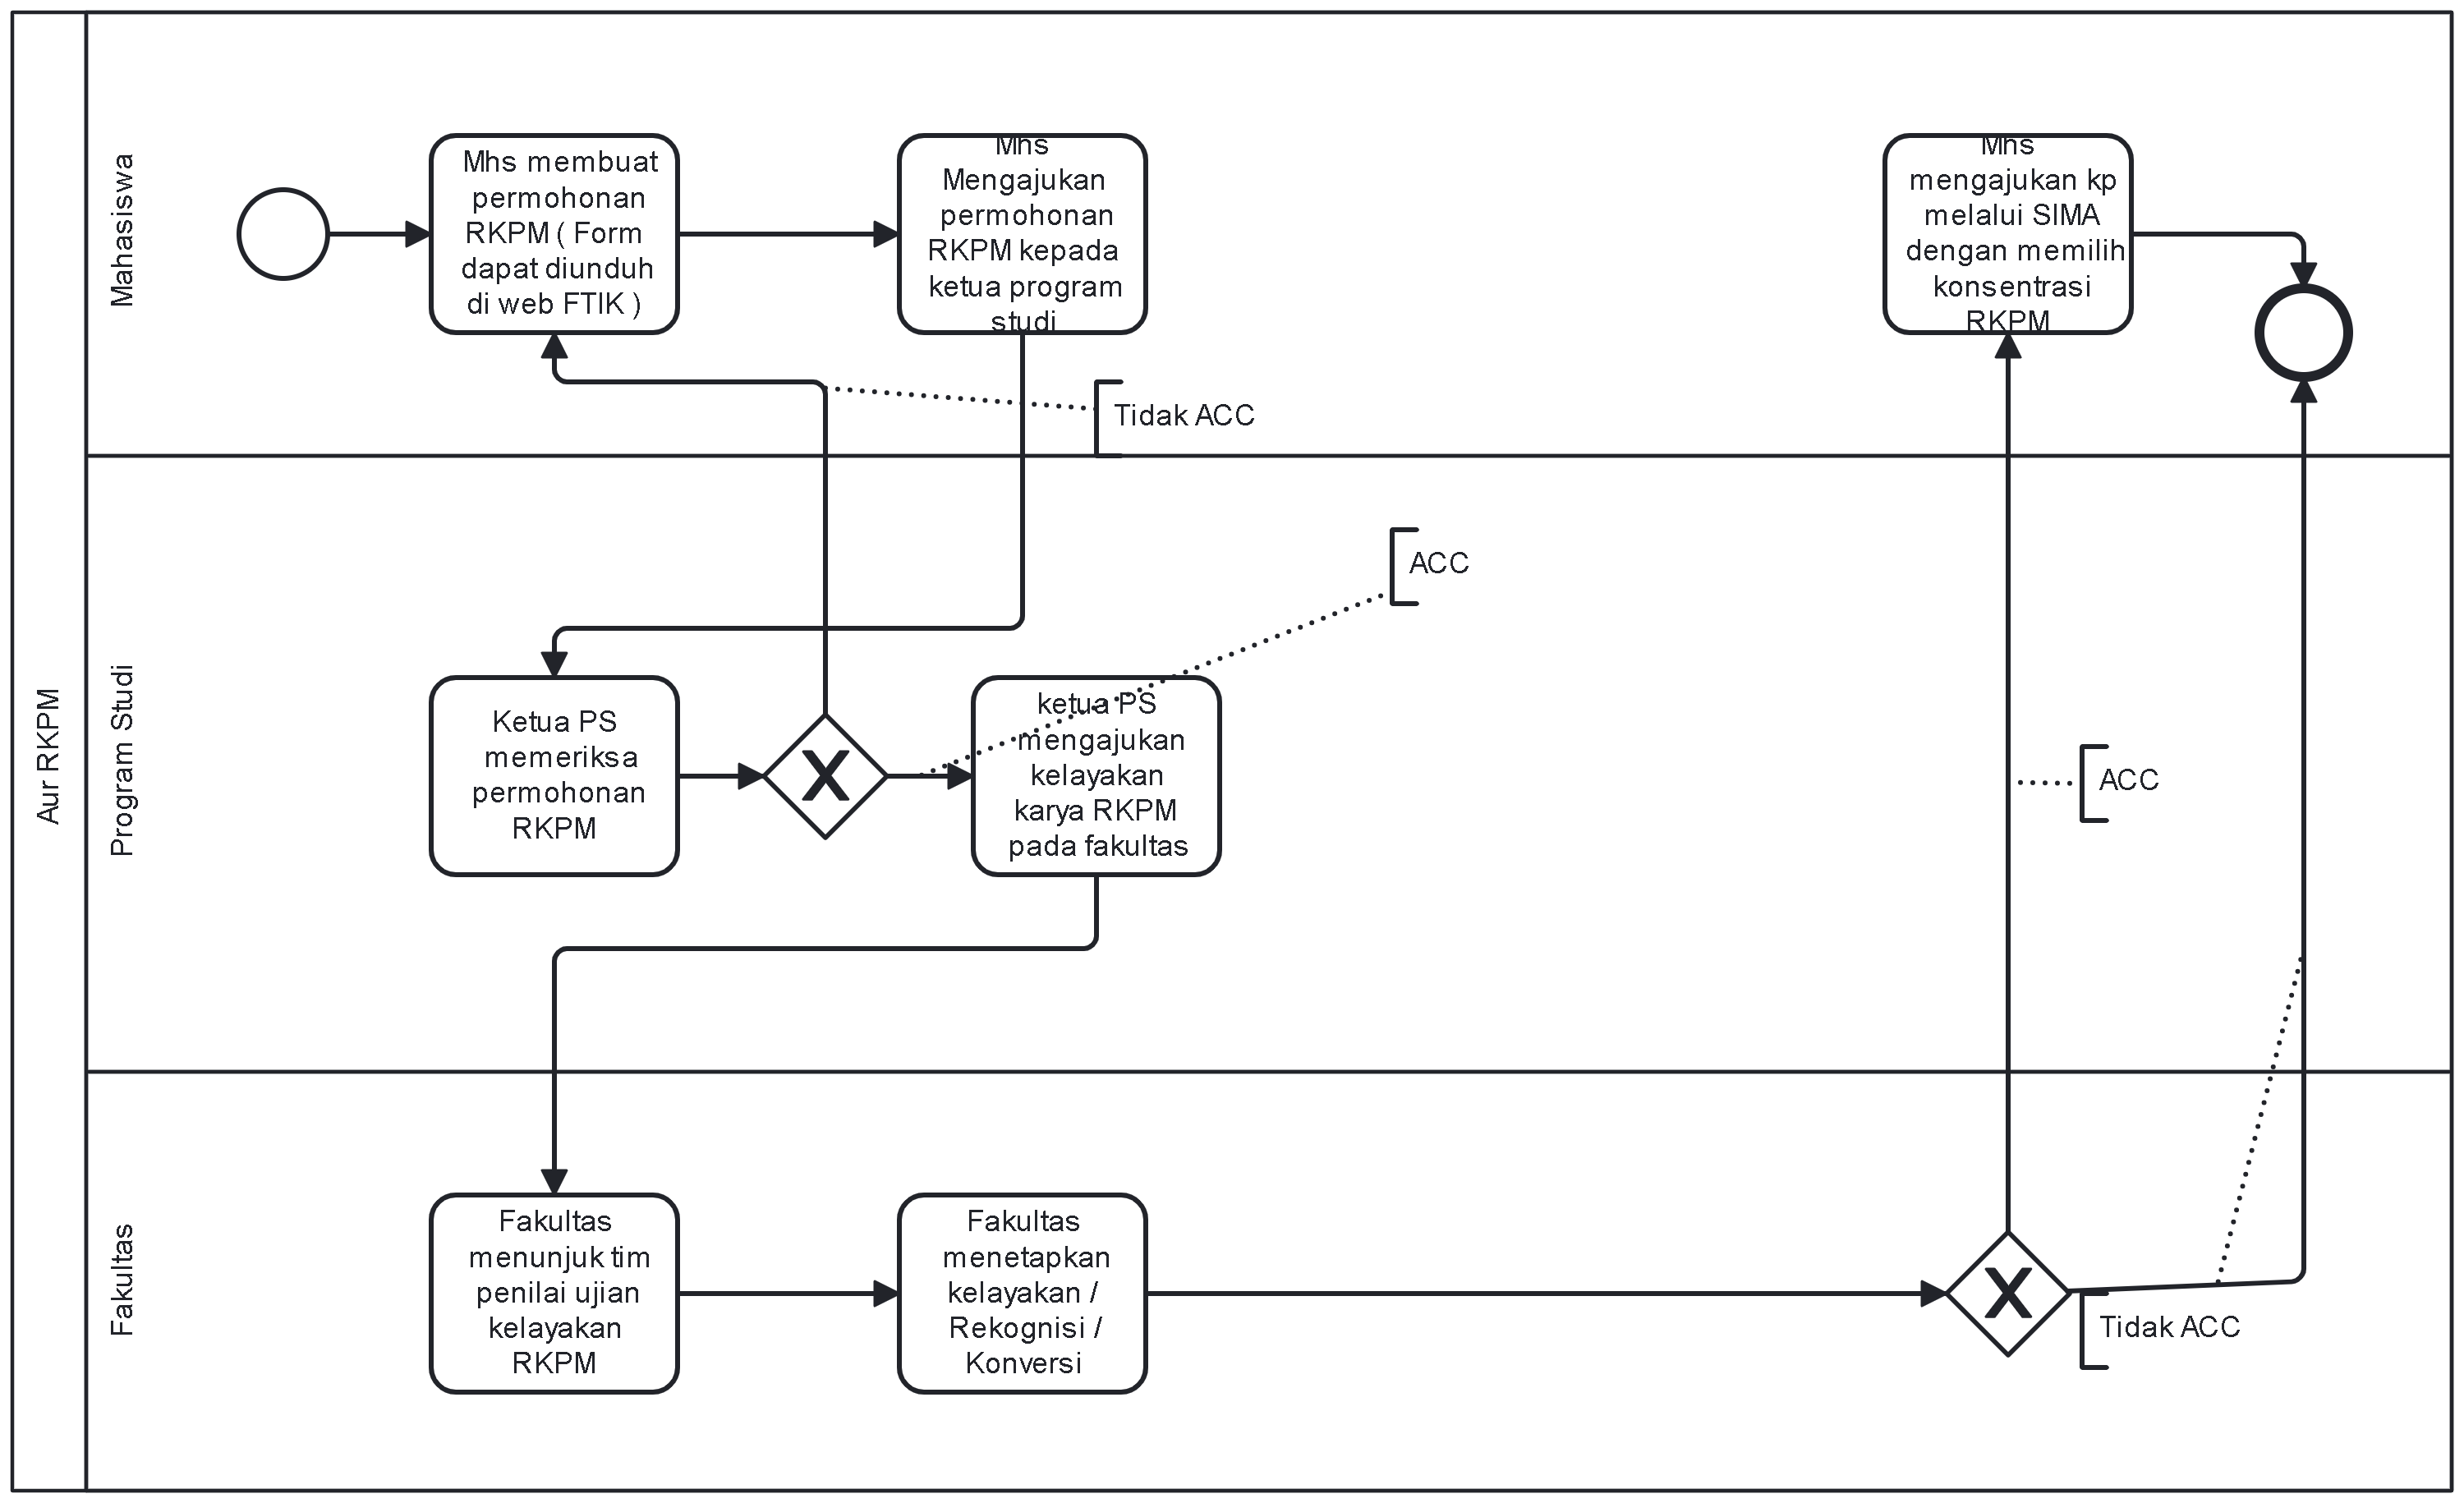 Aur RKPM
Mahasiswa
Mhs membuat
permohonan
RKPM ( Form
dapat diunduh
di web FTIK )
Mhs
Mengajukan
permohonan
RKPM kepada
ketua program
studi
Mhs
mengajukan kp
melalui SIMA
dengan memilih
konsentrasi
RKPM
Tidak ACC
Program Studi
ACC
Ketua PS
memeriksa
permohonan
RKPM
X
ketua PS
mengajukan
kelayakan
karya RKPM
pada fakultas
ACC
Fakultas
Fakultas
menunjuk tim
penilai ujian
kelayakan
RKPM
Fakultas
menetapkan
kelayakan /
Rekognisi /
Konversi
X
Tidak ACC